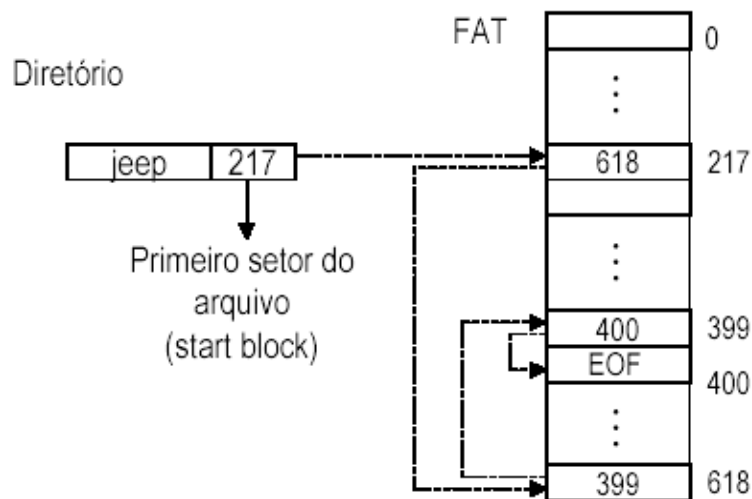 FAT
0
Diretório
jeep 217
618 217
Primeiro setor do
arquivo
(start block)
400 399
EOF 400
399 618